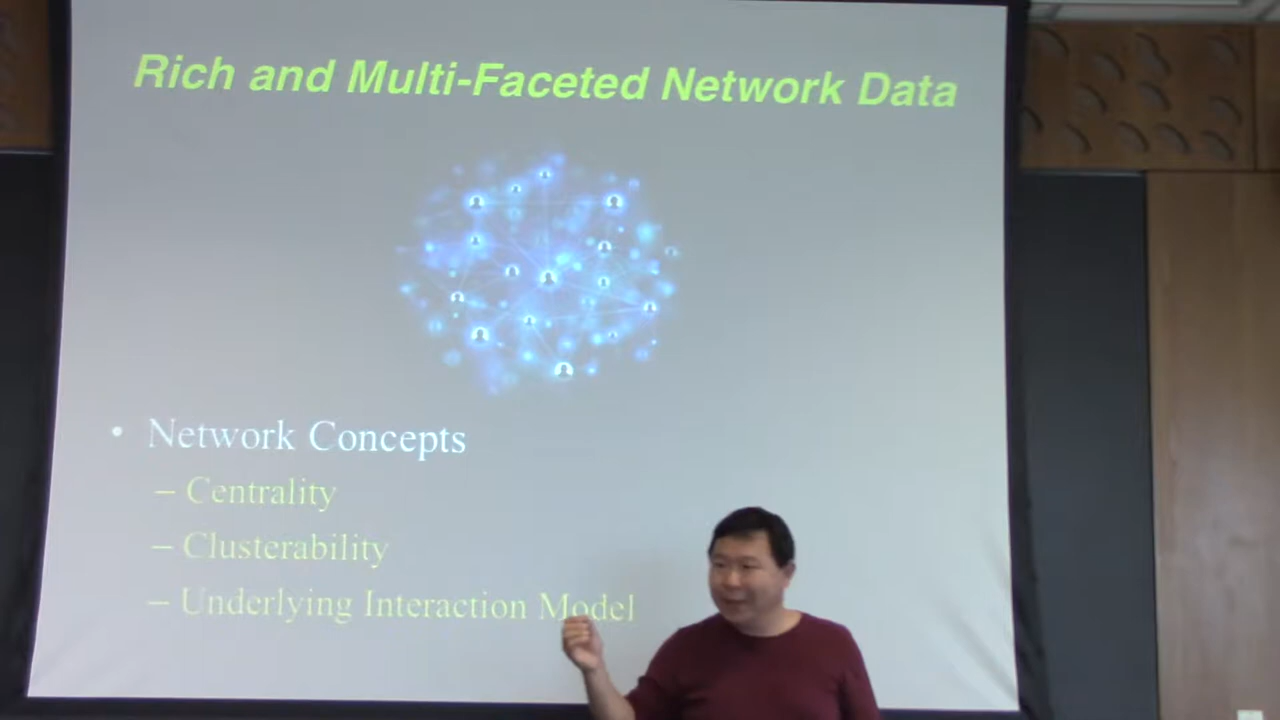 Rich and Multi-Faceted Network Data
• Network Concepts
– Centrality
– Clusterability
– Underlying Interaction Model